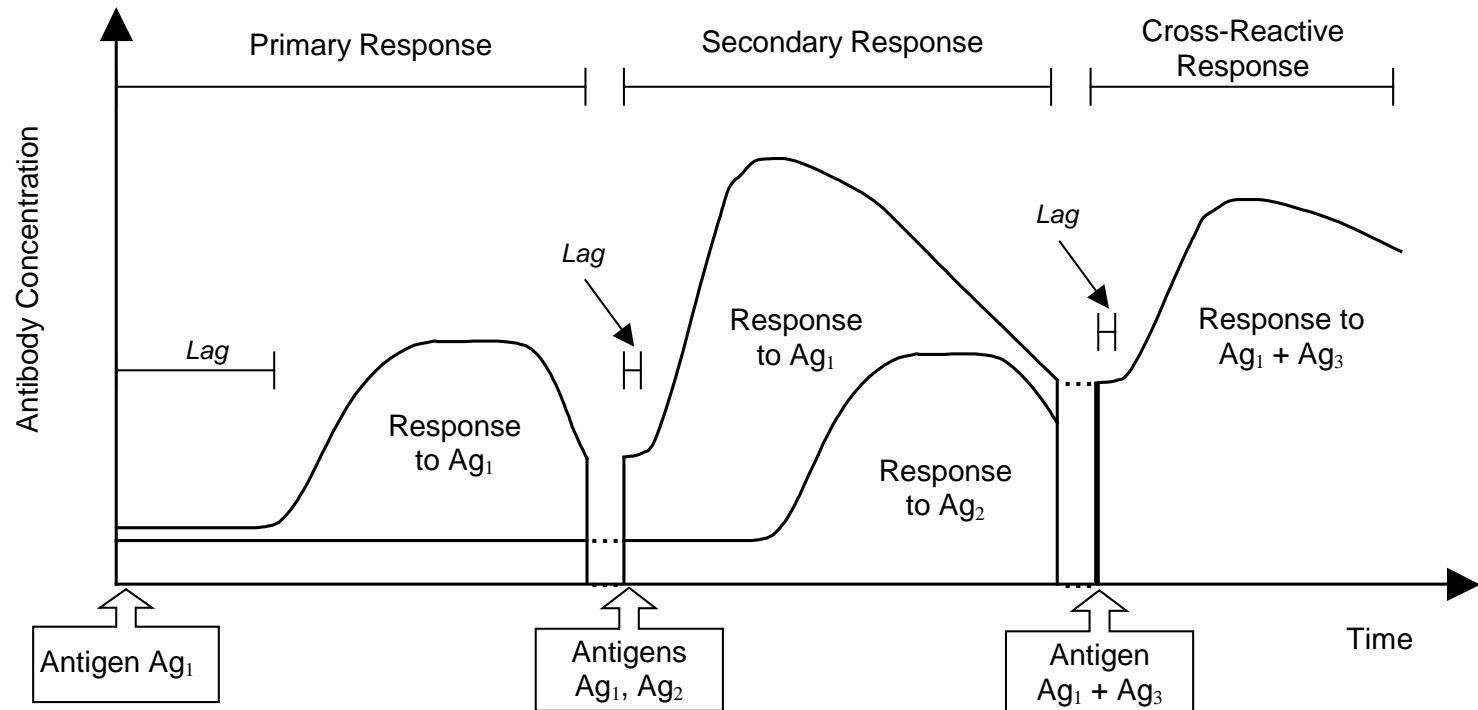 Primary Response
Secondary Response
Cross-Reactive
Response
Antibody Concentration
Lag
Lag
Lag
Response
to Ag₁
Response
to Ag₁
Response
to Ag₂
Response to
Ag₁ + Ag₃
Antigen Ag₁
Antigens
Ag₁, Ag₂
Antigen
Ag₁ + Ag₃
Time